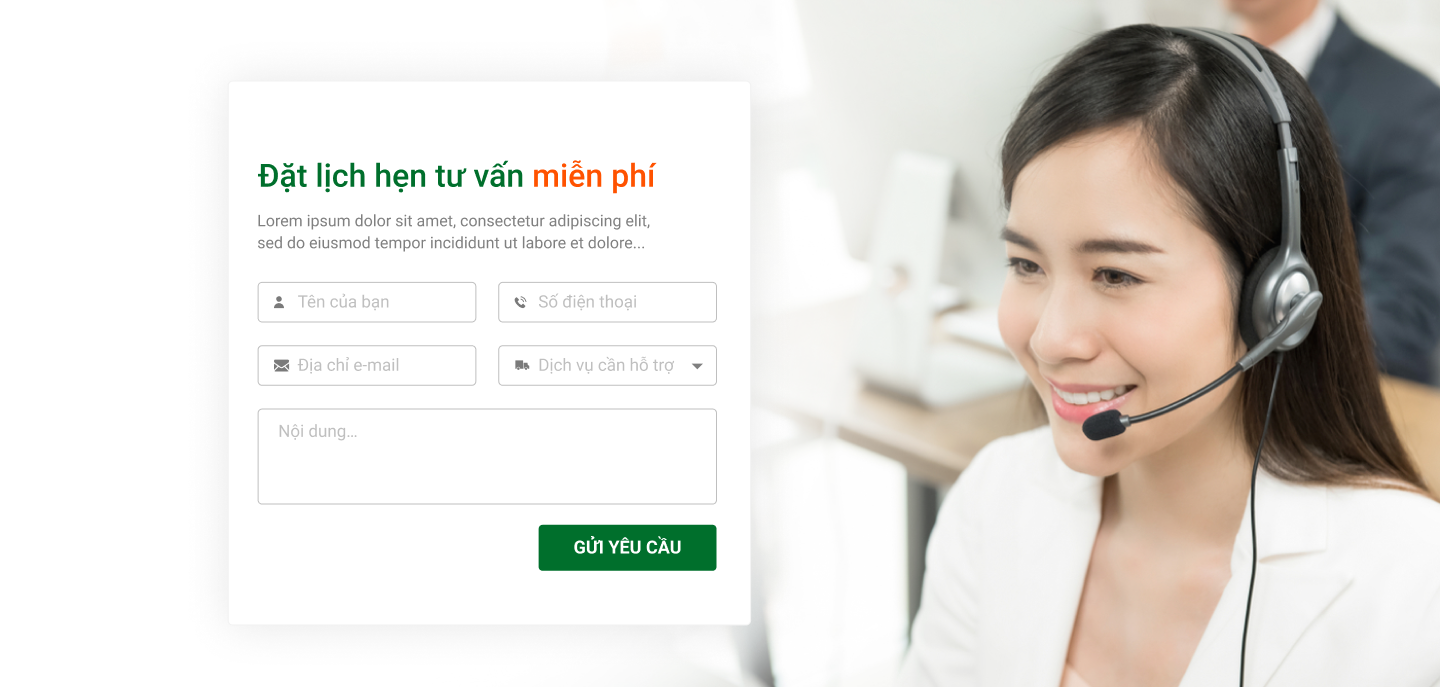 Đặt lịch hẹn tư vấn miễn phí
Lorem ipsum dolor sit amet, consectetur adipiscing elit,
sed do eiusmod tempor incididunt ut labore et dolore...
Tên của bạn
Số điện thoại
Địa chỉ e-mail
Dịch vụ cần hỗ trợ
Nội dung...
GỬI YÊU CẦU